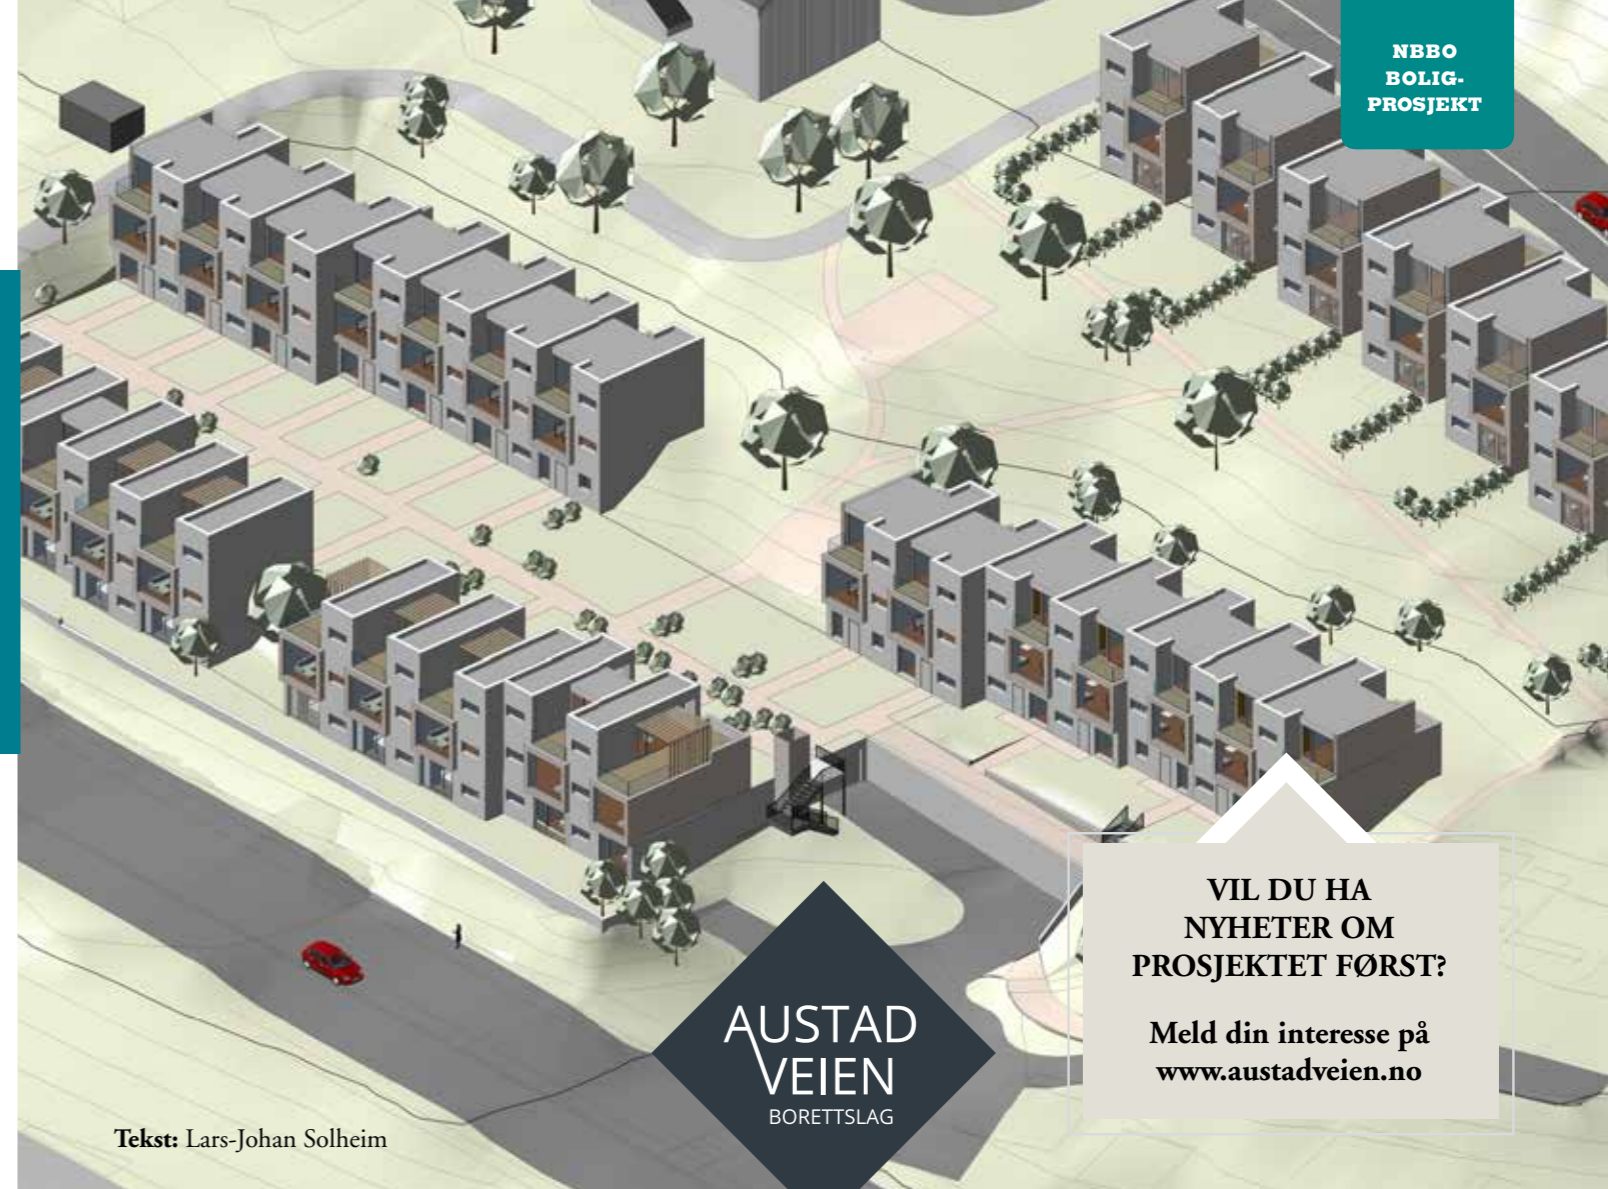 NBBO
BOLIG-
PROSJEKT
VIL DU HA
NYHETER OM
PROSJEKTET FØRST?
Meld din interesse på
www.austadveien.no
AUSTAD
VEIEN
BORETTSLAG
Tekst: Lars-Johan Solheim